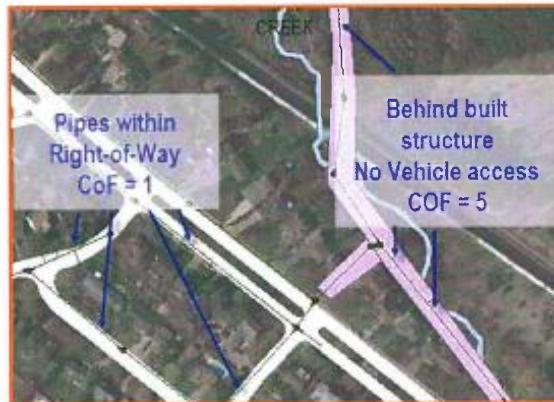 CREEK
Pipes within
Right-of-Way
CoF = 1
Behind built
structure
No Vehicle access
COF = 5